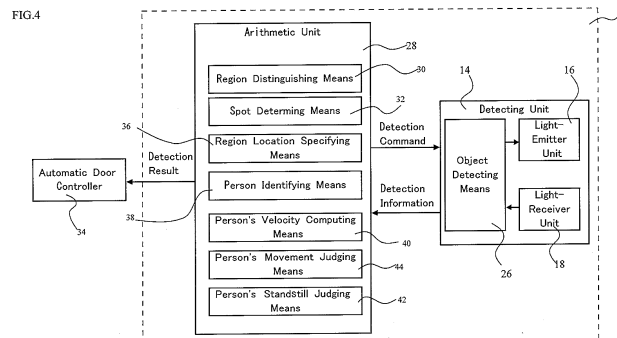 FIG.4
Arithmetic Unit
28
Region Distinguishing Means
30
Spot Determing Means
32
36
Region Location Specifying
Means
38
Person Identifying Means
Person's Velocity Computing
Means
40
Person's Movement Judging
Means
44
Person's Standstill Judging
Means
42
Automatic Door
Controller
34
Detection
Result
Detection
Command
Detection
Information
14
16
Detecting Unit
Object
Detecting
Means
26
Light-
Emitter
Unit
Light-
Receiver
Unit
18